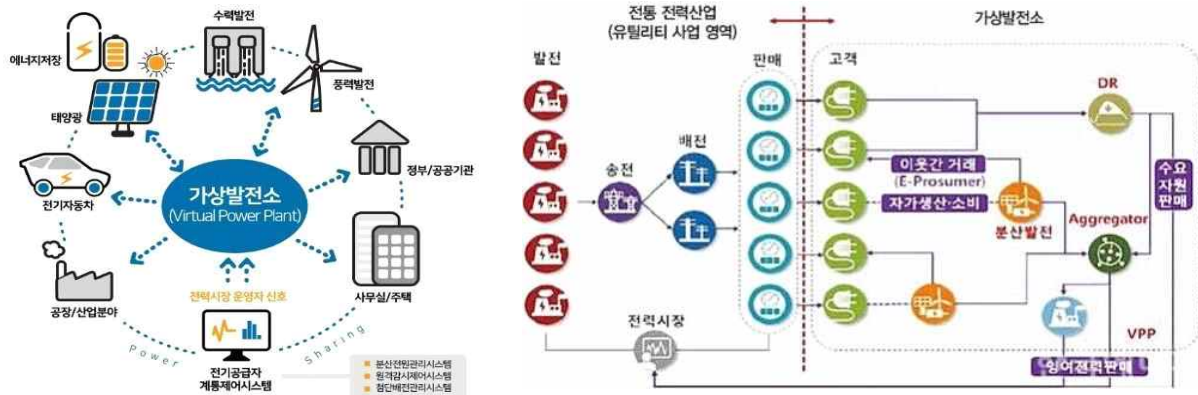 수력발전
에너지저장
풍력발전
태양광
정부/공공기관
가상발전소
(Virtual Power Plant)
전기자동차
전력시장 운영자 신호
공장/산업분야
사무실/주택
Power
Sharing
전기공급자
계통제어시스템
분산전원관리시스템
원격감시제어시스템
첨단배전관리시스템
전통 전력산업
(유틸리티 사업 영역)
가상발전소
발전
판매
고객
DR
배전
송전
이웃간 거래
(E-Prosumer)
수요
자원
판매
자가생산·소비
분산발전
Aggregator
전력시장
VPP
잉여전력판매